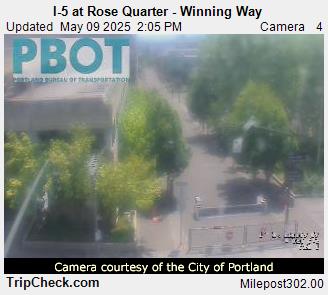 I-5 at Rose Quarter - Winning Way
Updated May 09 2025 2:05 PM Camera 4
PBOT
PORTLAND BUREAU OF TRANSPORTATION
Camera courtesy of the City of Portland
TripCheck.com Milepost302.00